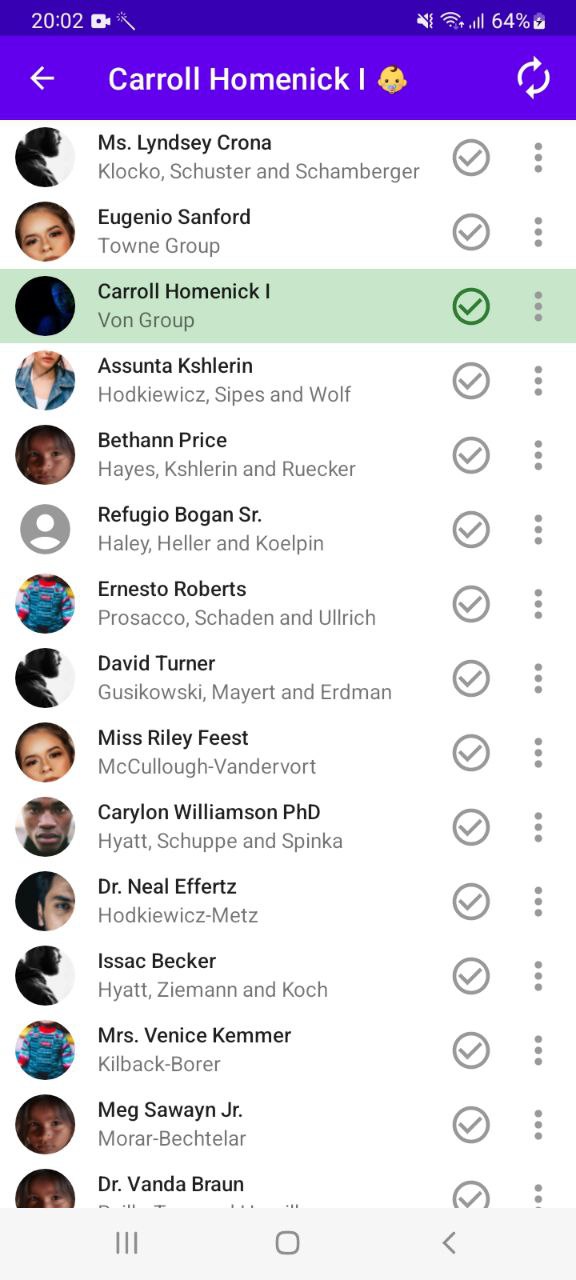 20:02 64%
Carroll Homenick I 👶
Ms. Lyndsey Crona
Klocko, Schuster and Schamberger
Eugenio Sanford
Towne Group
Carroll Homenick I
Von Group
Assunta Kshlerin
Hodkiewicz, Sipes and Wolf
Bethann Price
Hayes, Kshlerin and Ruecker
Refugio Bogan Sr.
Haley, Heller and Koelpin
Ernesto Roberts
Prosacco, Schaden and Ullrich
David Turner
Gusikowski, Mayert and Erdman
Miss Riley Feest
McCullough-Vandervort
Carylon Williamson PhD
Hyatt, Schuppe and Spinka
Dr. Neal Effertz
Hodkiewicz-Metz
Issac Becker
Hyatt, Ziemann and Koch
Mrs. Venice Kemmer
Kilback-Borer
Meg Sawayn Jr.
Morar-Bechtelar
Dr. Vanda Braun